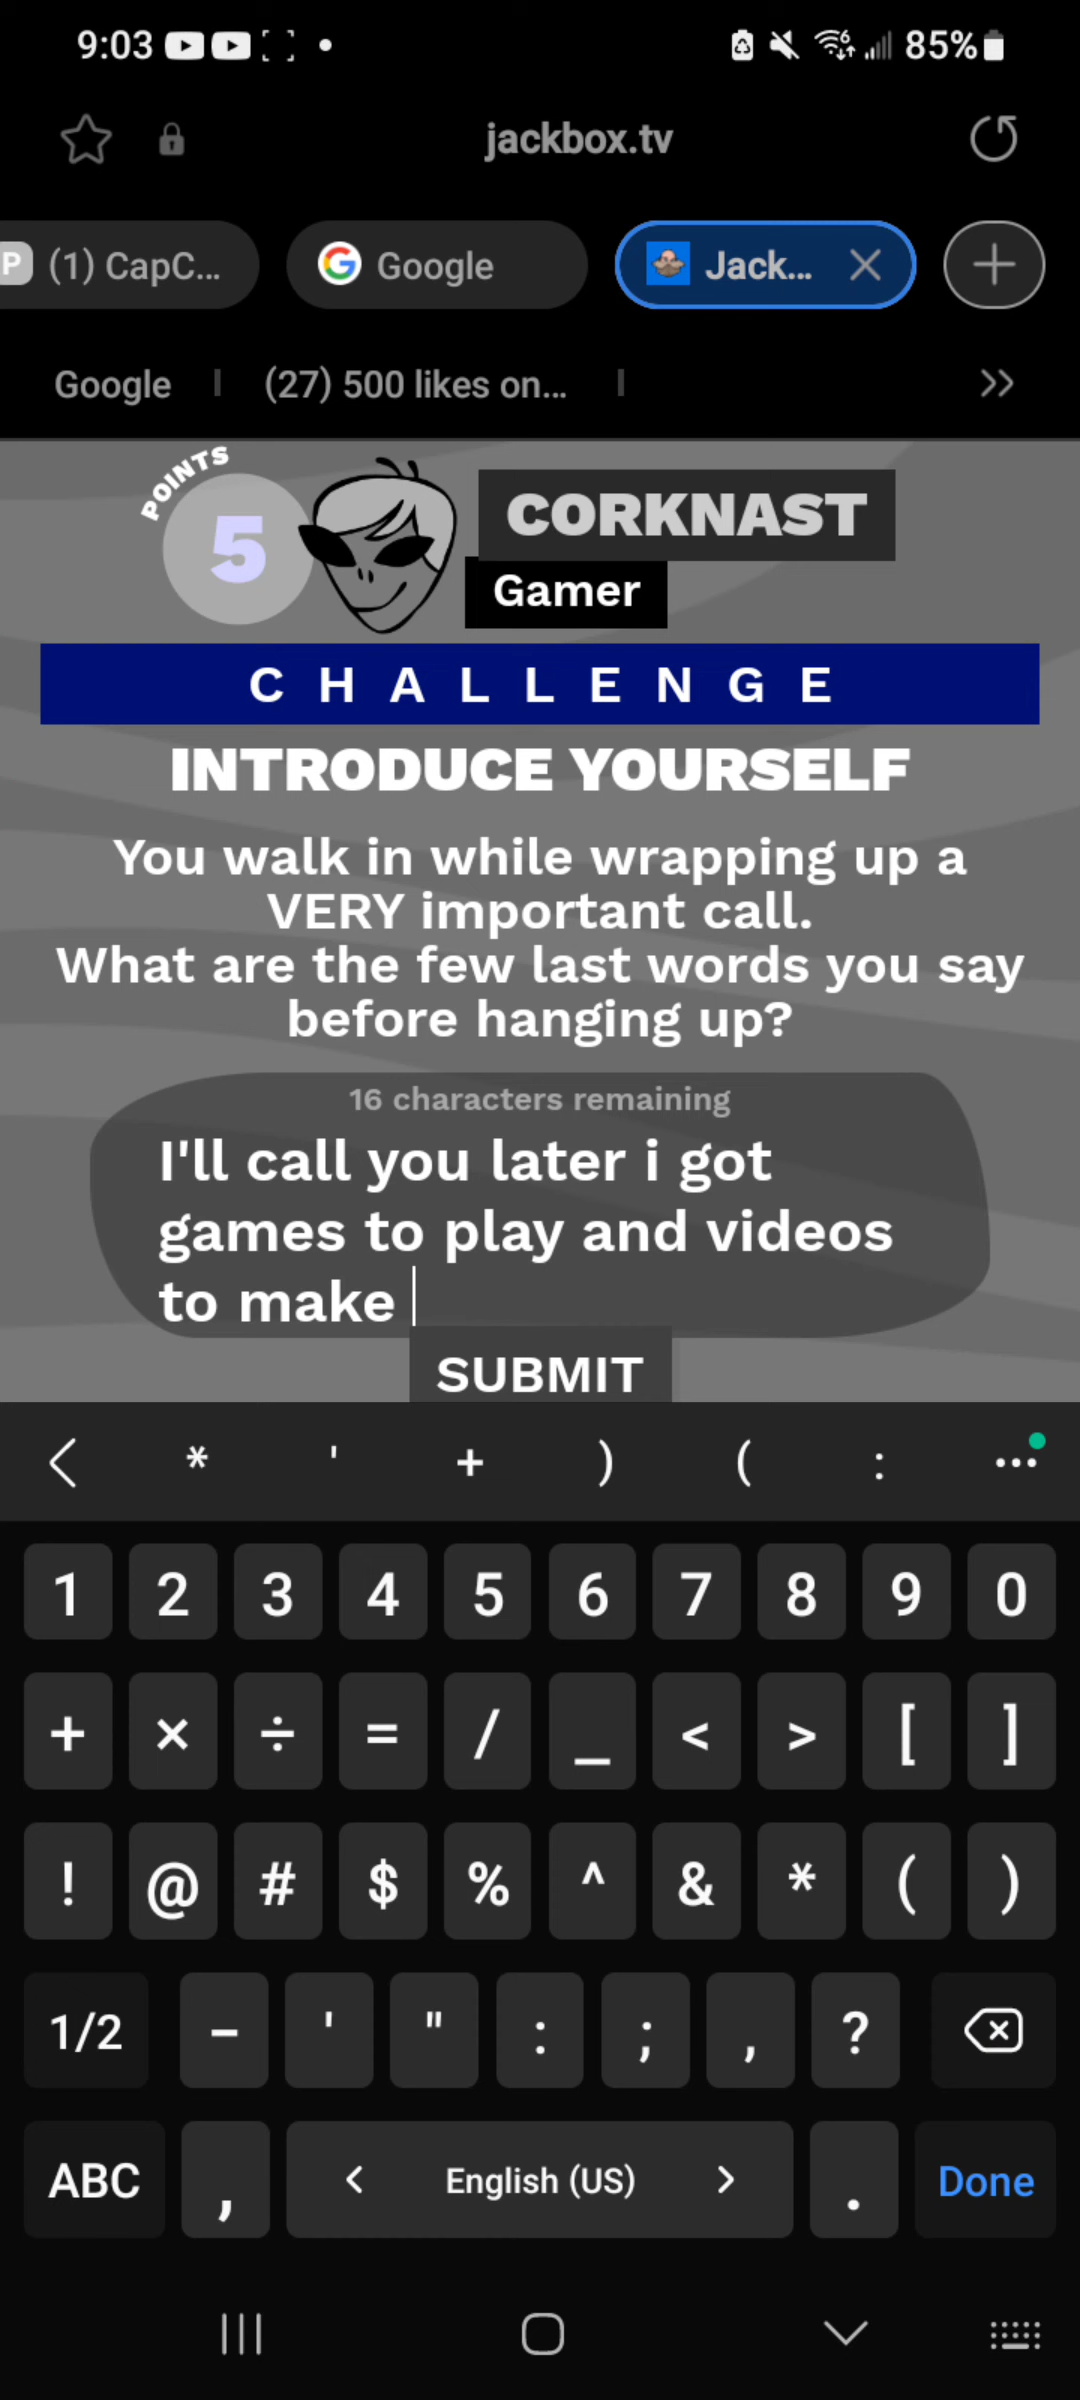 9:03 85%
jackbox.tv
P (1) CapC... Google Jack...
Google | (27) 500 likes on... |
POINTS
5
CORKNAST
Gamer
CHALLENGE
INTRODUCE YOURSELF
You walk in while wrapping up a
VERY important call.
What are the few last words you say
before hanging up?
16 characters remaining
I'll call you later i got
games to play and videos
to make
SUBMIT
* ' + ) ( : ...
1 2 3 4 5 6 7 8 9 0
+ × ÷ = / _ < > [ ]
! @ # $ % ^ & * ( )
1/2 - ' " : ; , ?
ABC , < English (US) > . Done